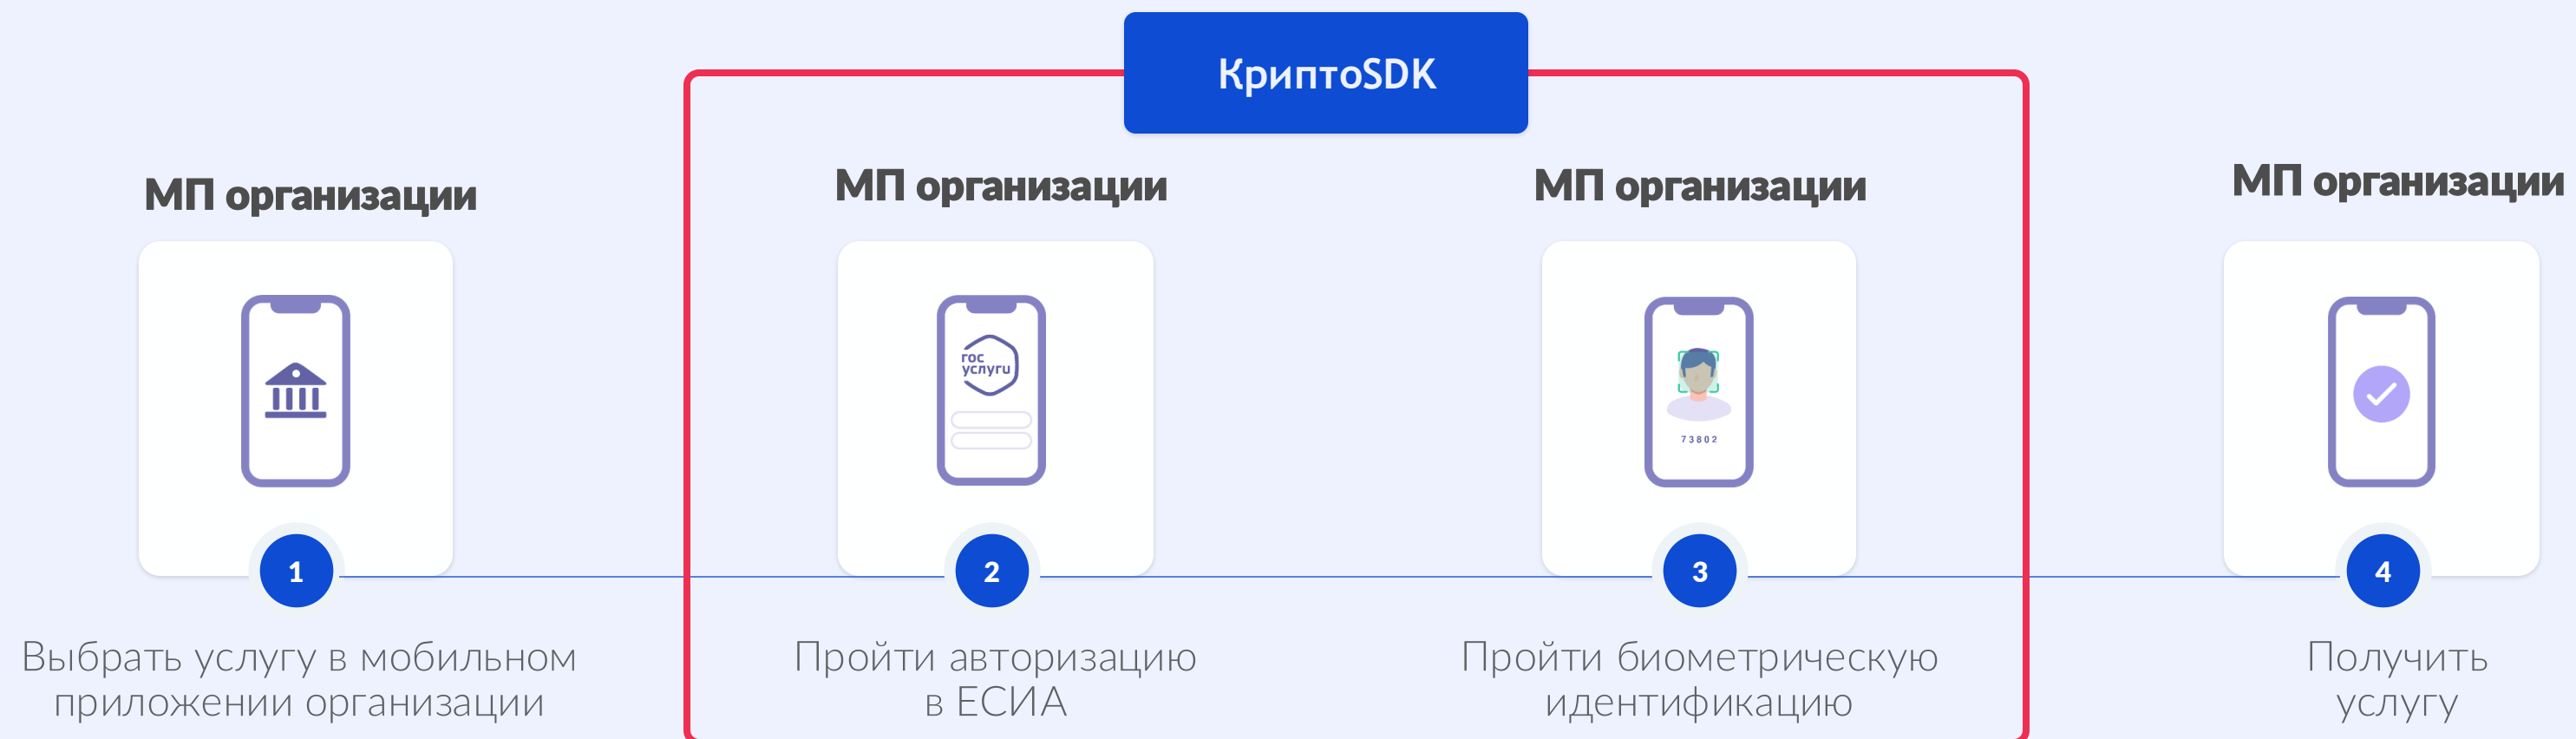 КриптоSDK
МП организации
МП организации
МП организации
МП организации
гос
услуги
73802
1
2
3
4
Выбрать услугу в мобильном
приложении организации
Пройти авторизацию
в ЕСИА
Пройти биометрическую
идентификацию
Получить
услугу